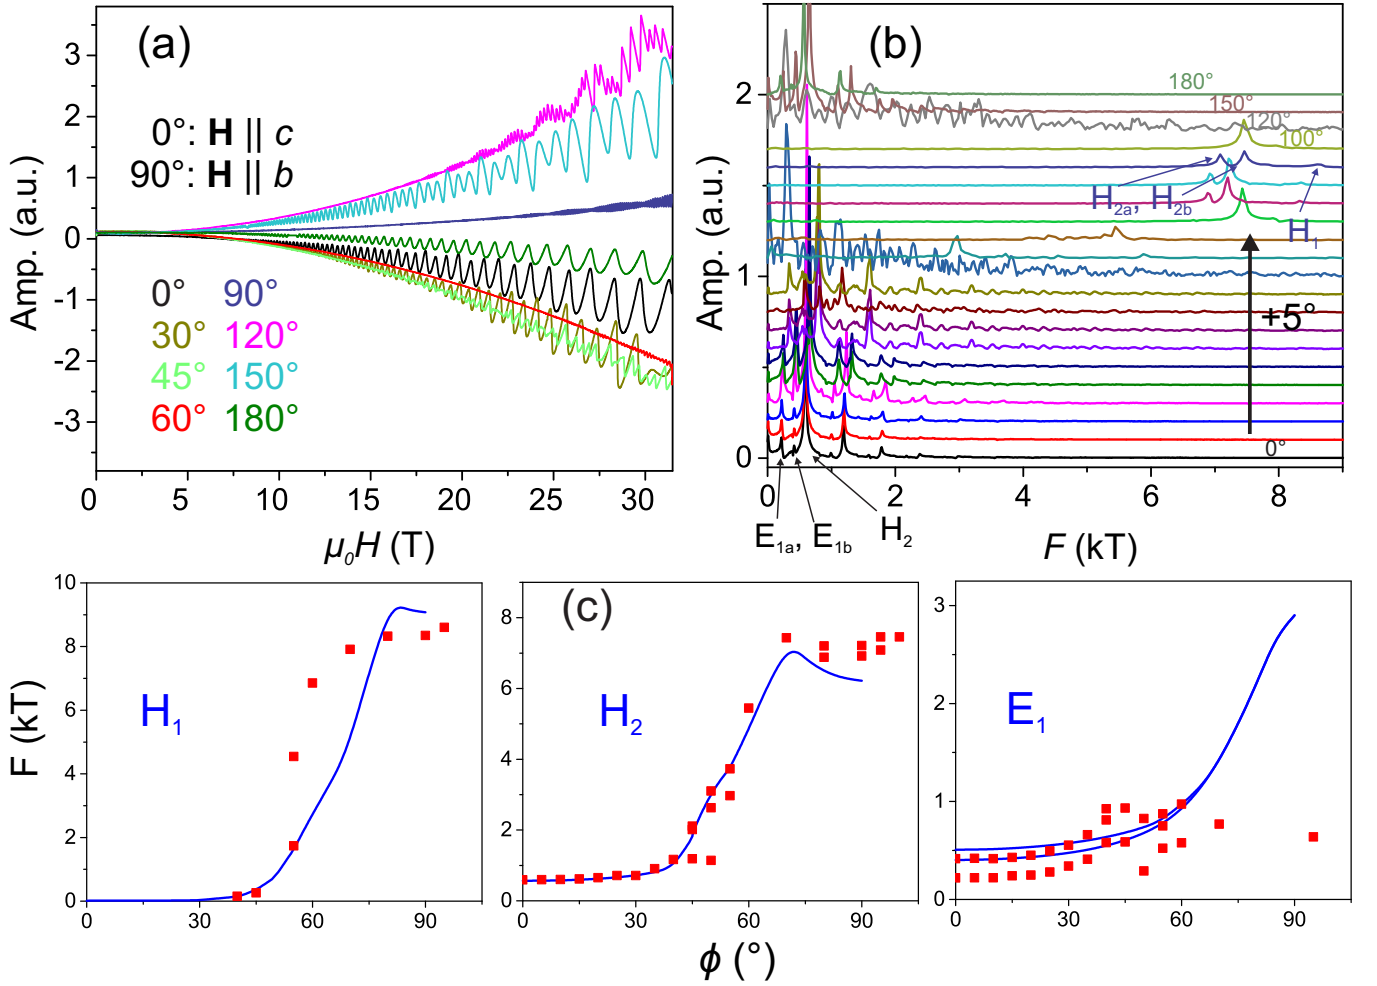 (a)
0°: H || c
90°: H || b
0° 90°
30° 120°
45° 150°
60° 180°
3
2
1
0
-1
-2
-3
Amp. (a.u.)
0 5 10 15 20 25 30
μ₀H (T)
(b)
180°
150°
120°
100°
H₂ₐ, H₂b
H₁
+5°
0°
2
1
0
Amp. (a.u.)
0 2 4 6 8
E₁ₐ, E₁b
H₂
F (kT)
(c)
10
8
6
4
2
0
F (kT)
H₁
0 30 60 90
8
6
4
2
0
H₂
0 30 60 90
3
2
1
0
E₁
0 30 60 90
ϕ (°)